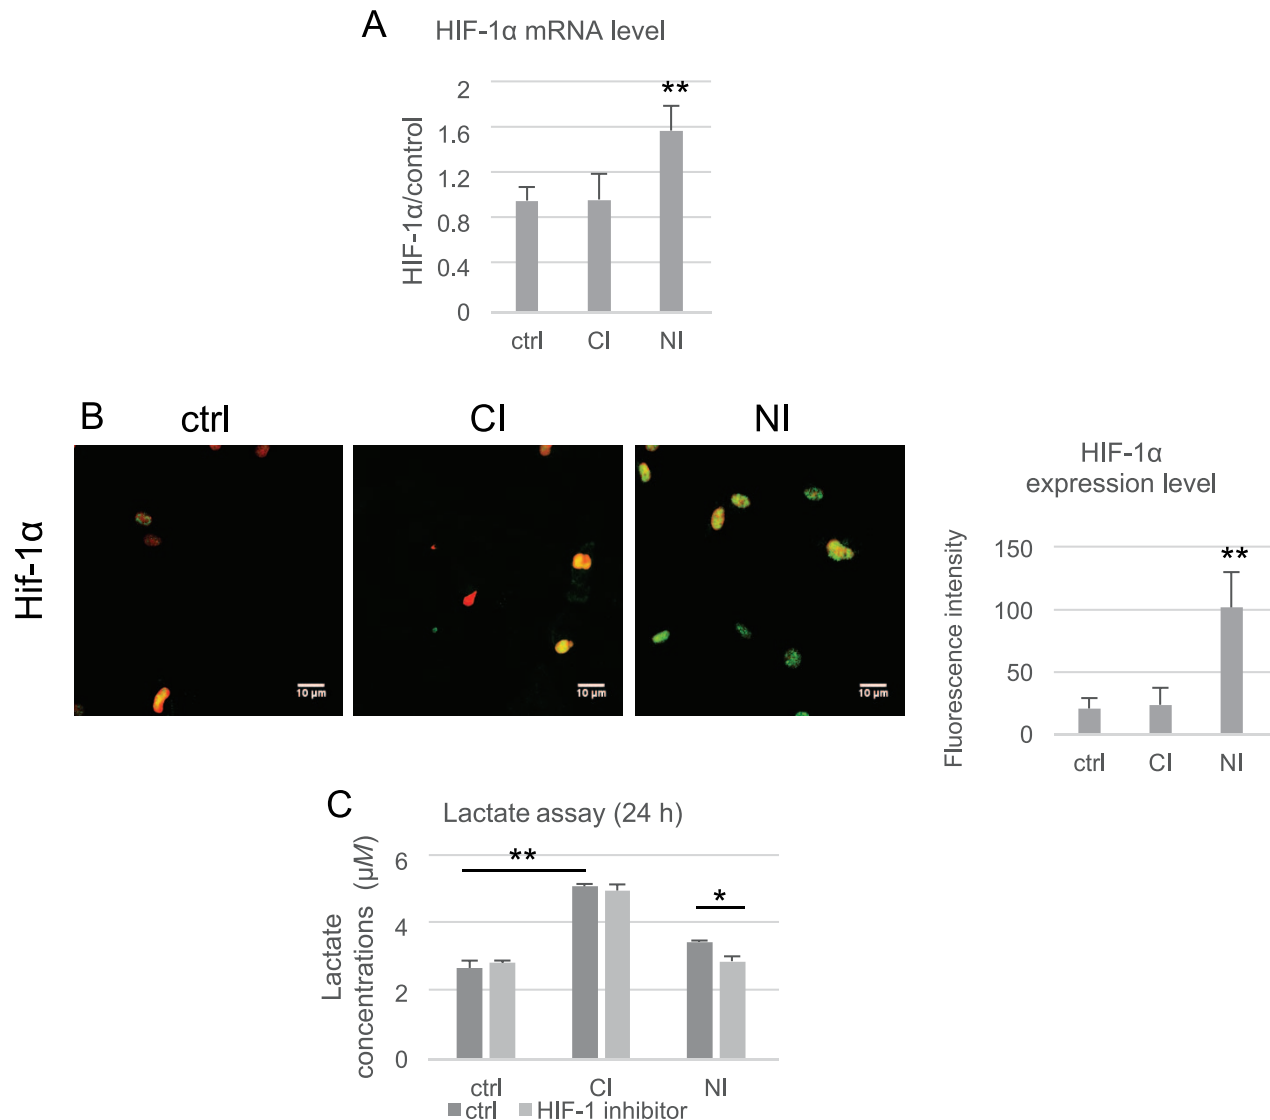 A
HIF-1α mRNA level
HIF-1α/control
2
1.6
1.2
0.8
0.4
0
**
ctrl CI NI
B
ctrl CI NI
Hif-1α
10 µm
10 µm
10 µm
HIF-1α
expression level
Fluorescence intensity
150
100
50
0
**
ctrl CI NI
C
Lactate assay (24 h)
Lactate
concentrations (µM)
6
4
2
0
**
*
ctrl CI NI
ctrl HIF-1 inhibitor